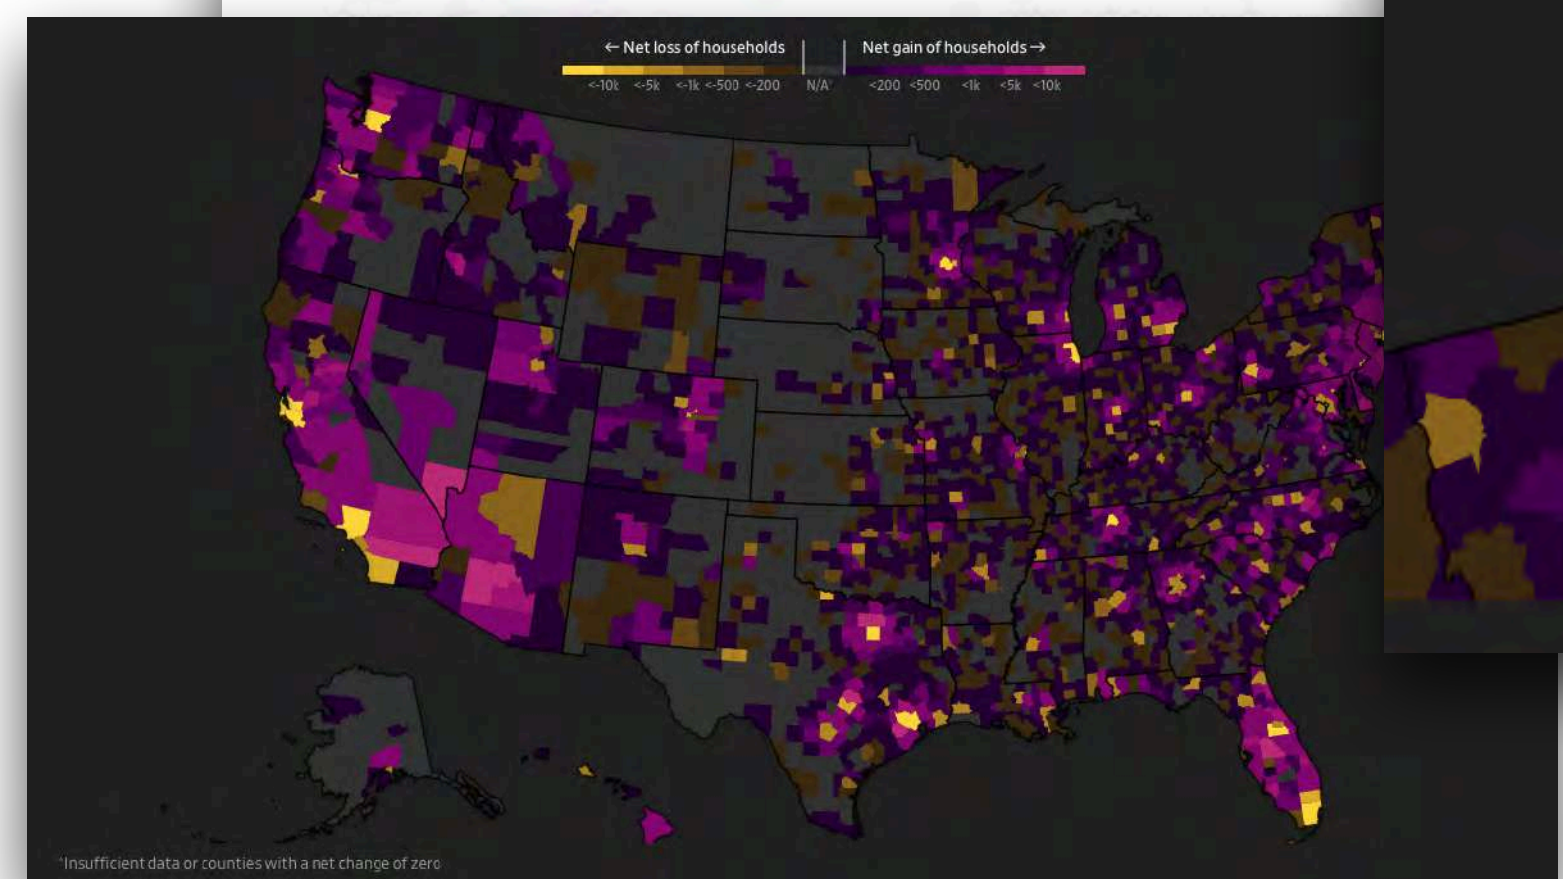 ← Net loss of households
Net gain of households →
<-10k <-5k <-1k <-500 <-200 N/A* <200 <500 <1k <5k <10k
*Insufficient data or counties with a net change of zero